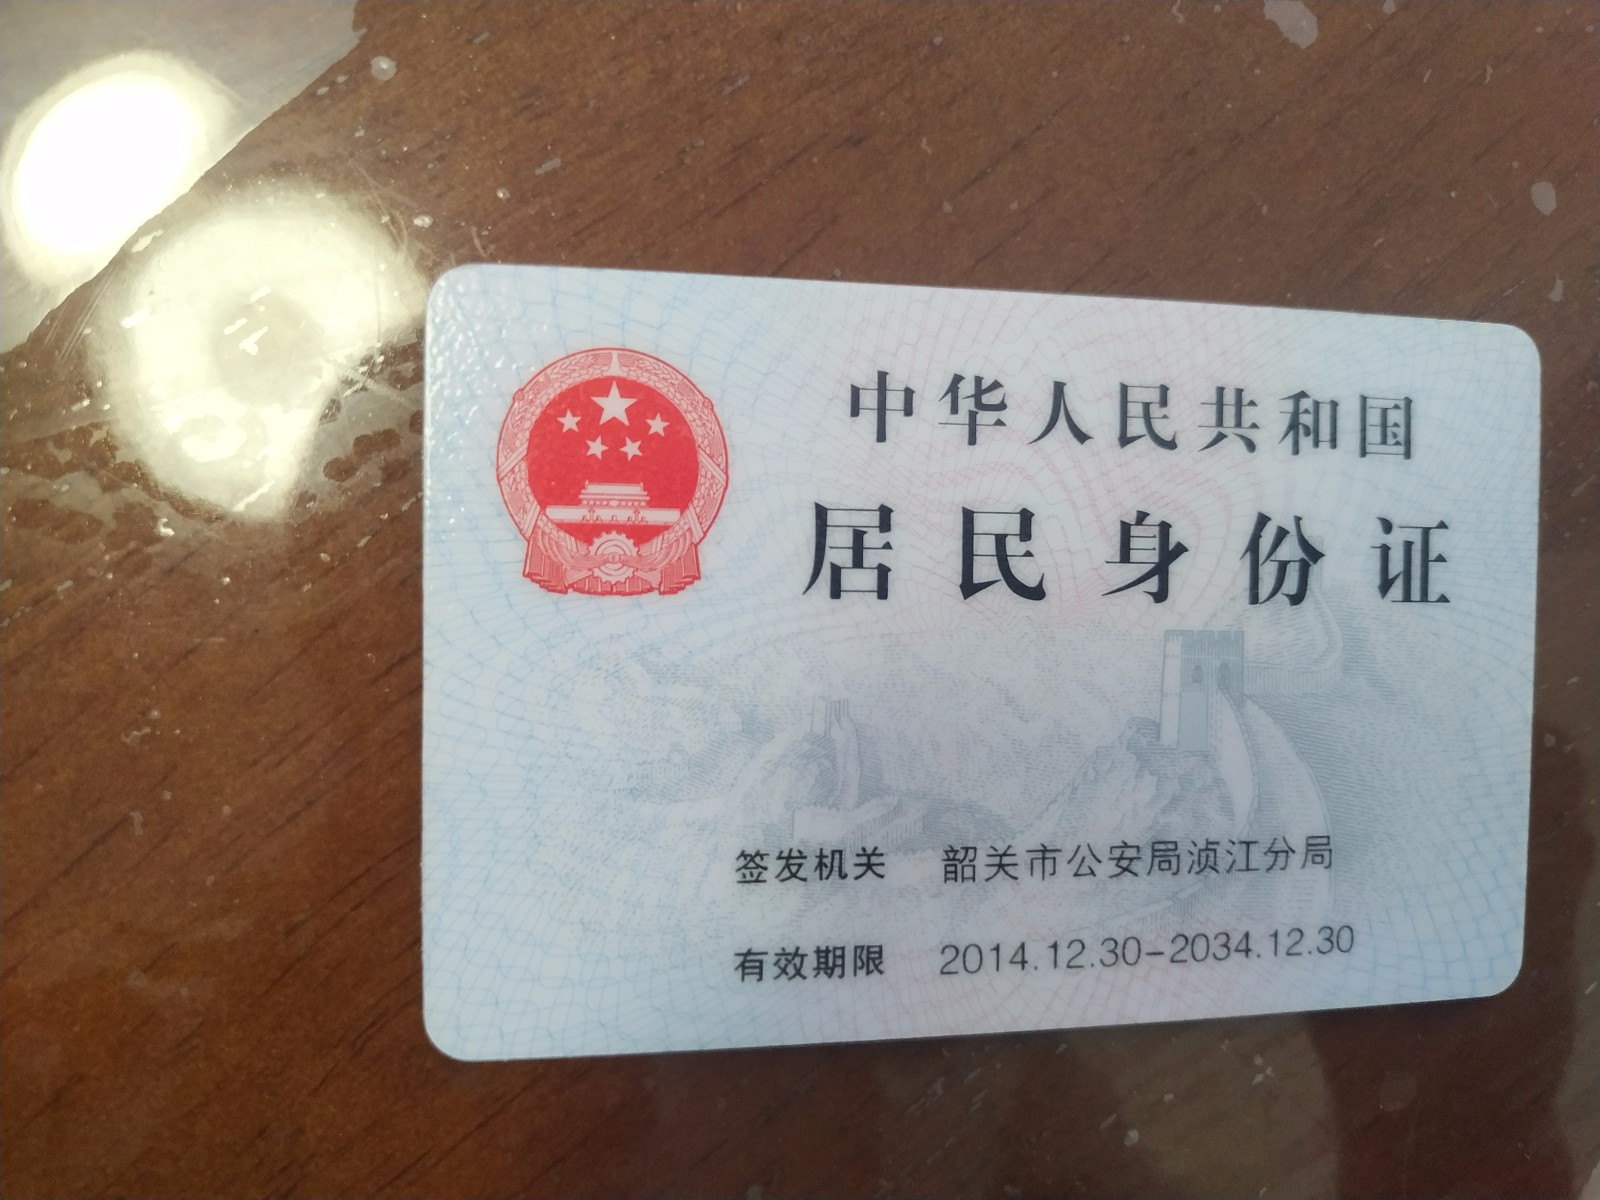 中华人民共和国
居民身份证
签发机关 韶关市公安局浈江分局
有效期限 2014.12.30-2034.12.30